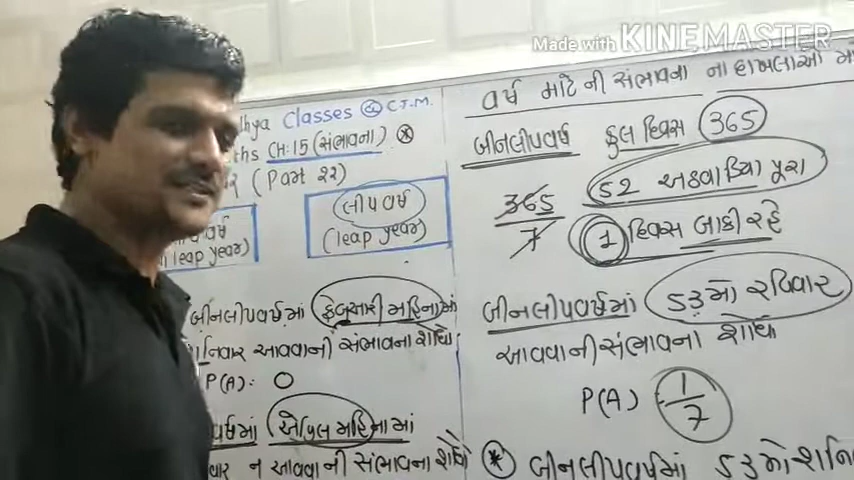 Made with KINEMASTER
classes C.J.M.
CH:15 (સંભાવના)
(Part 22)
લીપવર્ષ
(leap year)
leap year)
બીનલીપવર્ષમાં ફેબ્રુઆરી મહિનામાં
શનિવાર આવવાની સંભાવના શોધો
P(A): 0
વર્ષમાં એપ્રિલ મહિનામાં
વાર ન આવવાની સંભાવના શોધો
વર્ષ માટે ની સંભાવના ના દાખલાઓ
બીનલીપવર્ષ કુલ દિવસ 365
365
7
52 અઠવાડિયા પૂરા
1 દિવસ બાકી રહે
બીનલીપવર્ષમાં 53મો રવિવાર
આવવાની સંભાવના શોધો
P(A) = 1/7
* બીનલીપવર્ષમાં 53મો